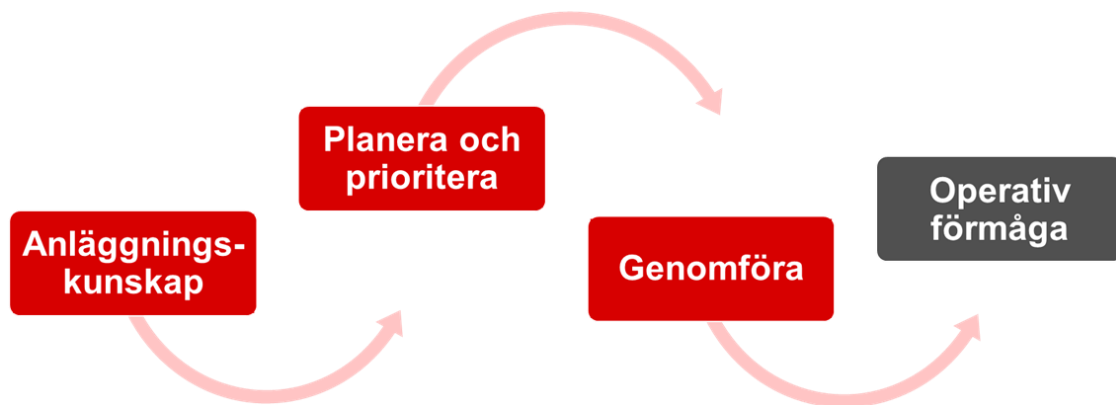 Anläggnings-
kunskap
Planera och
prioritera
Genomföra
Operativ
förmåga